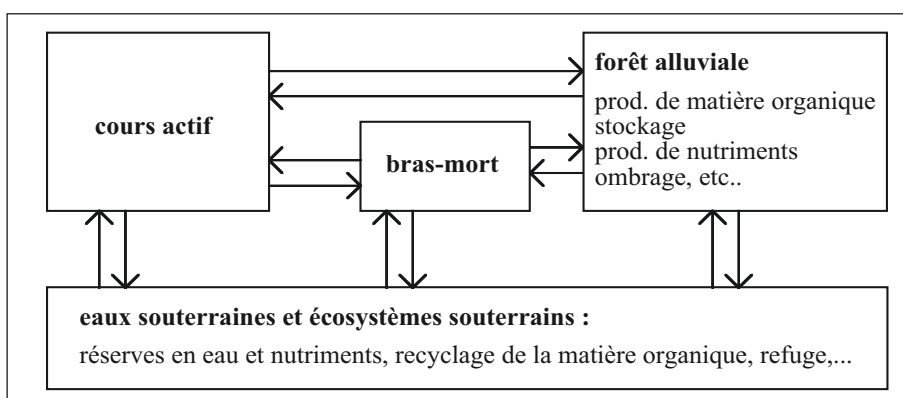 cours actif
bras-mort
forêt alluviale
prod. de matière organique
stockage
prod. de nutriments
ombrage, etc..
eaux souterraines et écosystèmes souterrains :
réserves en eau et nutriments, recyclage de la matière organique, refuge,...